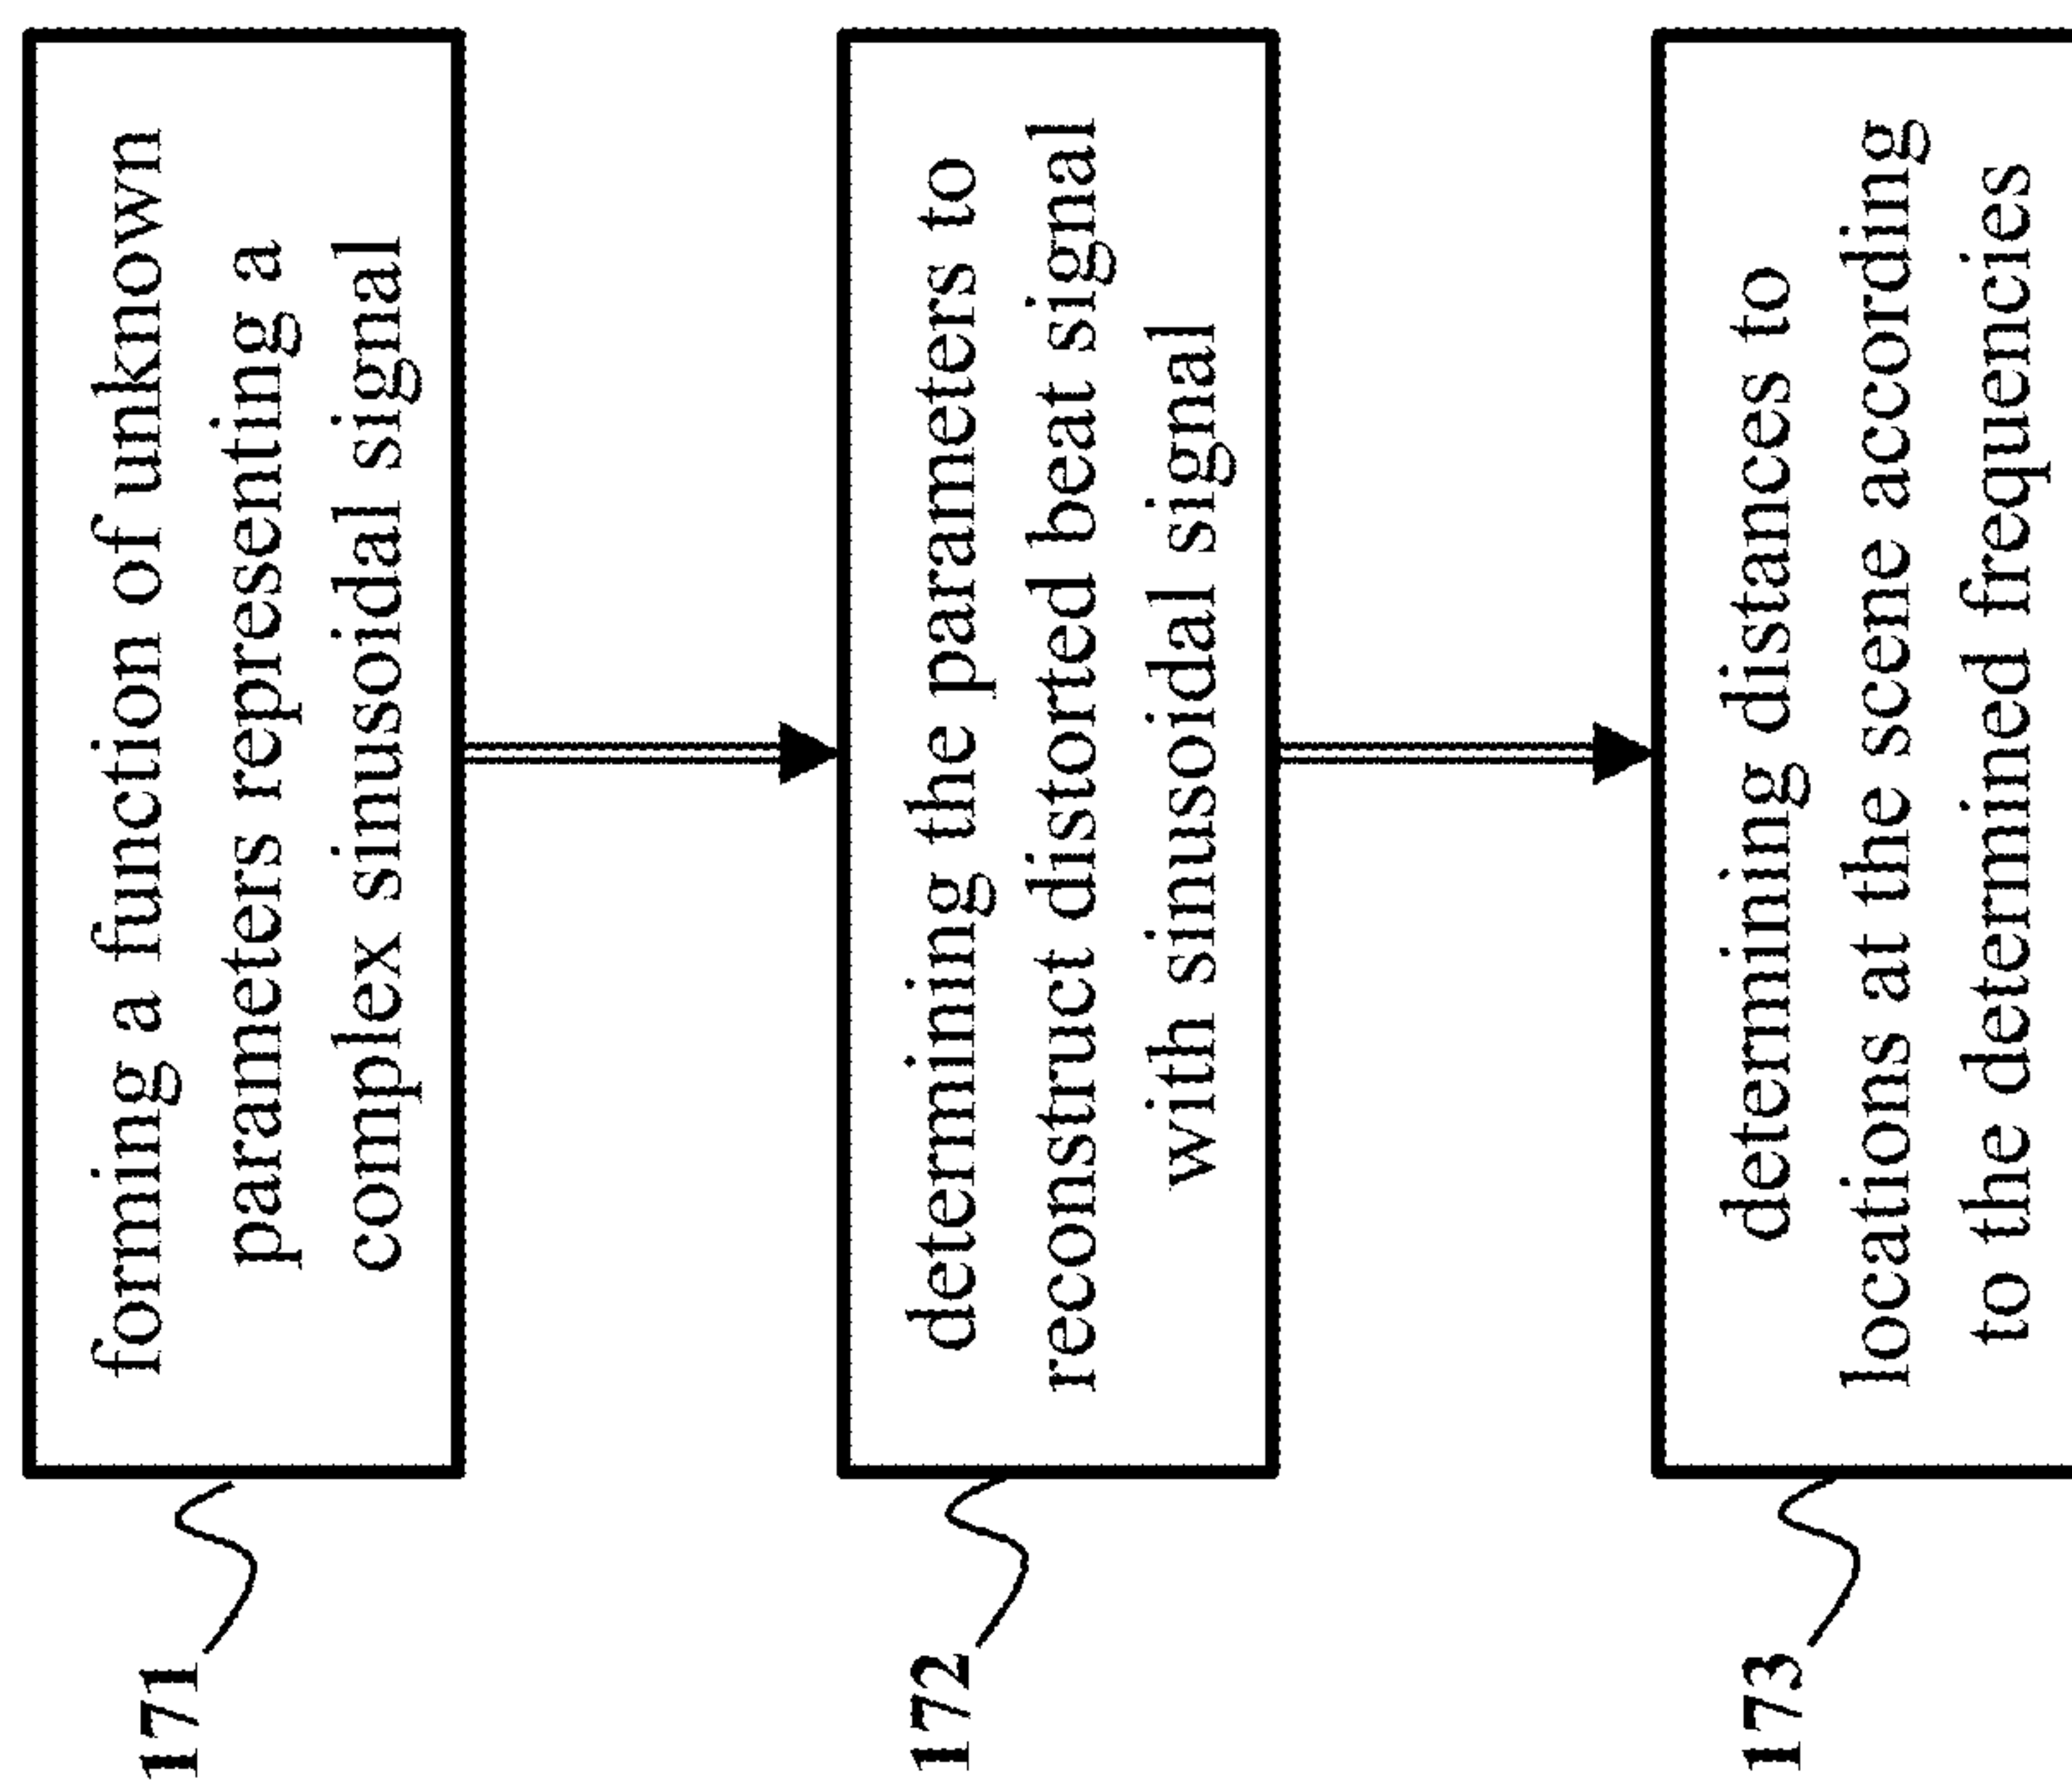 171
forming a function of unknown
parameters representing a
complex sinusoidal signal
172
determining the parameters to
reconstruct distorted beat signal
with sinusoidal signal
173
determining distances to
locations at the scene according
to the determined frequencies